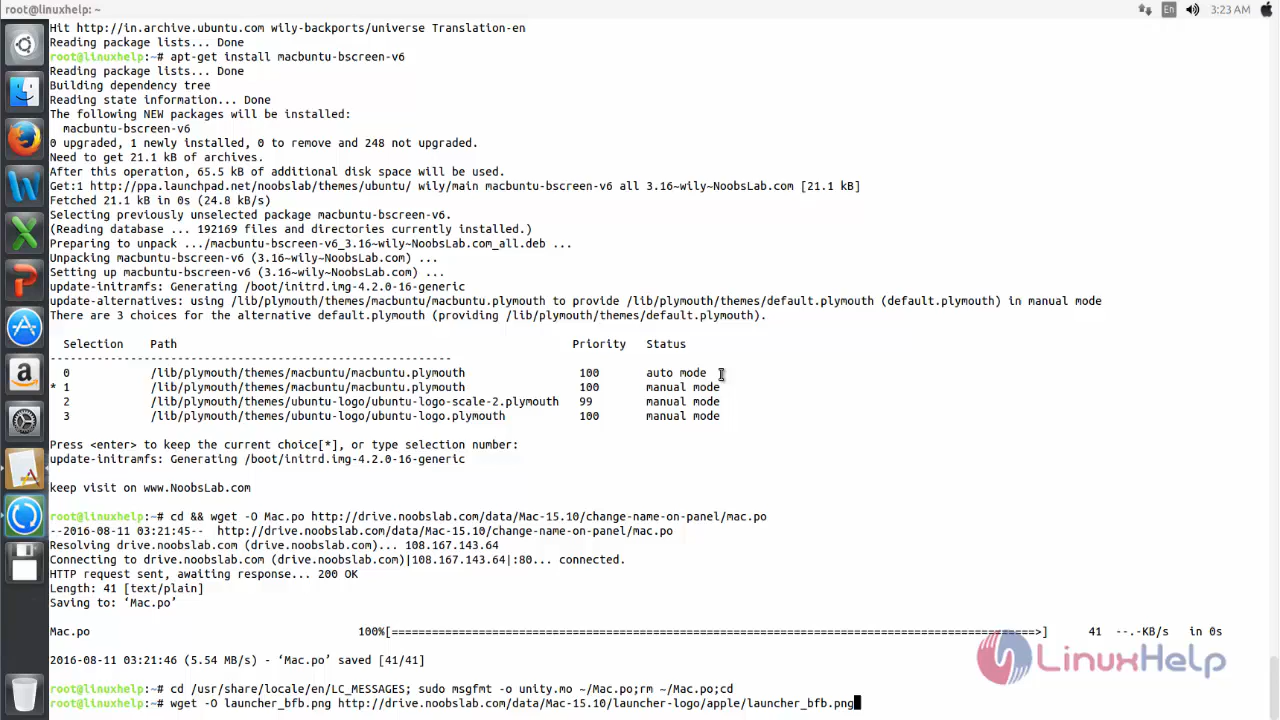 root@linuxhelp: ~
En
3:23 AM
Hit http://in.archive.ubuntu.com wily-backports/universe Translation-en
Reading package lists... Done
root@linuxhelp:~# apt-get install macbuntu-bscreen-v6
Reading package lists... Done
Building dependency tree
Reading state information... Done
The following NEW packages will be installed:
macbuntu-bscreen-v6
0 upgraded, 1 newly installed, 0 to remove and 248 not upgraded.
Need to get 21.1 kB of archives.
After this operation, 65.5 kB of additional disk space will be used.
Get:1 http://ppa.launchpad.net/noobslab/themes/ubuntu/ wily/main macbuntu-bscreen-v6 all 3.16~wily~NoobsLab.com [21.1 kB]
Fetched 21.1 kB in 0s (24.8 kB/s)
Selecting previously unselected package macbuntu-bscreen-v6.
(Reading database ... 192169 files and directories currently installed.)
Preparing to unpack .../macbuntu-bscreen-v6_3.16~wily~NoobsLab.com_all.deb ...
Unpacking macbuntu-bscreen-v6 (3.16~wily~NoobsLab.com) ...
Setting up macbuntu-bscreen-v6 (3.16~wily~NoobsLab.com) ...
update-initramfs: Generating /boot/initrd.img-4.2.0-16-generic
update-alternatives: using /lib/plymouth/themes/macbuntu/macbuntu.plymouth to provide /lib/plymouth/themes/default.plymouth (default.plymouth) in manual mode
There are 3 choices for the alternative default.plymouth (providing /lib/plymouth/themes/default.plymouth).
Selection Path Priority Status
------------------------------------------------------------
0 /lib/plymouth/themes/macbuntu/macbuntu.plymouth 100 auto mode
* 1 /lib/plymouth/themes/macbuntu/macbuntu.plymouth 100 manual mode
2 /lib/plymouth/themes/ubuntu-logo/ubuntu-logo-scale-2.plymouth 99 manual mode
3 /lib/plymouth/themes/ubuntu-logo/ubuntu-logo.plymouth 100 manual mode
Press <enter> to keep the current choice[*], or type selection number:
update-initramfs: Generating /boot/initrd.img-4.2.0-16-generic
keep visit on www.NoobsLab.com
root@linuxhelp:~# cd && wget -O Mac.po http://drive.noobslab.com/data/Mac-15.10/change-name-on-panel/mac.po
--2016-08-11 03:21:45-- http://drive.noobslab.com/data/Mac-15.10/change-name-on-panel/mac.po
Resolving drive.noobslab.com (drive.noobslab.com)... 108.167.143.64
Connecting to drive.noobslab.com (drive.noobslab.com)|108.167.143.64|:80... connected.
HTTP request sent, awaiting response... 200 OK
Length: 41 [text/plain]
Saving to: ‘Mac.po’
Mac.po 100%[================================================================================================>] 41 --.-KB/s in 0s
2016-08-11 03:21:46 (5.54 MB/s) - ‘Mac.po’ saved [41/41]
root@linuxhelp:~# cd /usr/share/locale/en/LC_MESSAGES; sudo msgfmt -o unity.mo ~/Mac.po;rm ~/Mac.po;cd
root@linuxhelp:~# wget -O launcher_bfb.png http://drive.noobslab.com/data/Mac-15.10/launcher-logo/apple/launcher_bfb.png
LinuxHelp